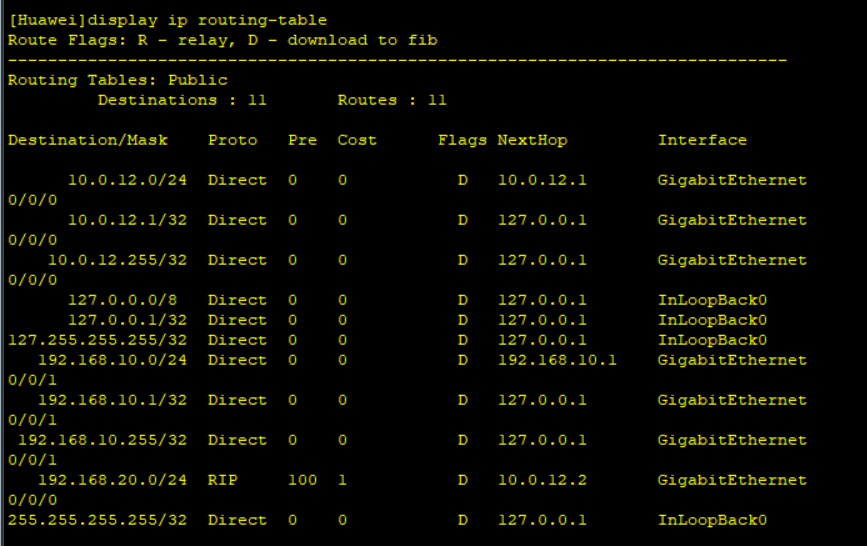 [Huawei]display ip routing-table
Route Flags: R - relay, D - download to fib
------------------------------------------------------------------------------
Routing Tables: Public
         Destinations : 11       Routes : 11

Destination/Mask    Proto   Pre  Cost      Flags NextHop         Interface

      10.0.12.0/24  Direct  0    0           D   10.0.12.1       GigabitEthernet
0/0/0
      10.0.12.1/32  Direct  0    0           D   127.0.0.1       GigabitEthernet
0/0/0
    10.0.12.255/32  Direct  0    0           D   127.0.0.1       GigabitEthernet
0/0/0
      127.0.0.0/8   Direct  0    0           D   127.0.0.1       InLoopBack0
      127.0.0.1/32  Direct  0    0           D   127.0.0.1       InLoopBack0
127.255.255.255/32  Direct  0    0           D   127.0.0.1       InLoopBack0
   192.168.10.0/24  Direct  0    0           D   192.168.10.1    GigabitEthernet
0/0/1
   192.168.10.1/32  Direct  0    0           D   127.0.0.1       GigabitEthernet
0/0/1
 192.168.10.255/32  Direct  0    0           D   127.0.0.1       GigabitEthernet
0/0/1
   192.168.20.0/24  RIP     100  1           D   10.0.12.2       GigabitEthernet
0/0/0
255.255.255.255/32  Direct  0    0           D   127.0.0.1       InLoopBack0